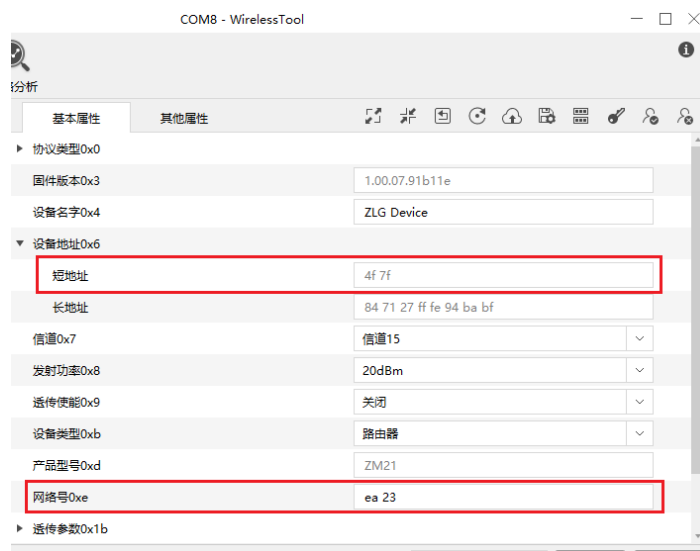 COM8 - WirelessTool
分析
基本属性 其他属性
协议类型0x0
固件版本0x3 1.00.07.91b11e
设备名字0x4 ZLG Device
设备地址0x6
短地址 4f 7f
长地址 84 71 27 ff fe 94 ba bf
信道0x7 信道15
发射功率0x8 20dBm
透传使能0x9 关闭
设备类型0xb 路由器
产品型号0xd ZM21
网络号0xe ea 23
透传参数0x1b